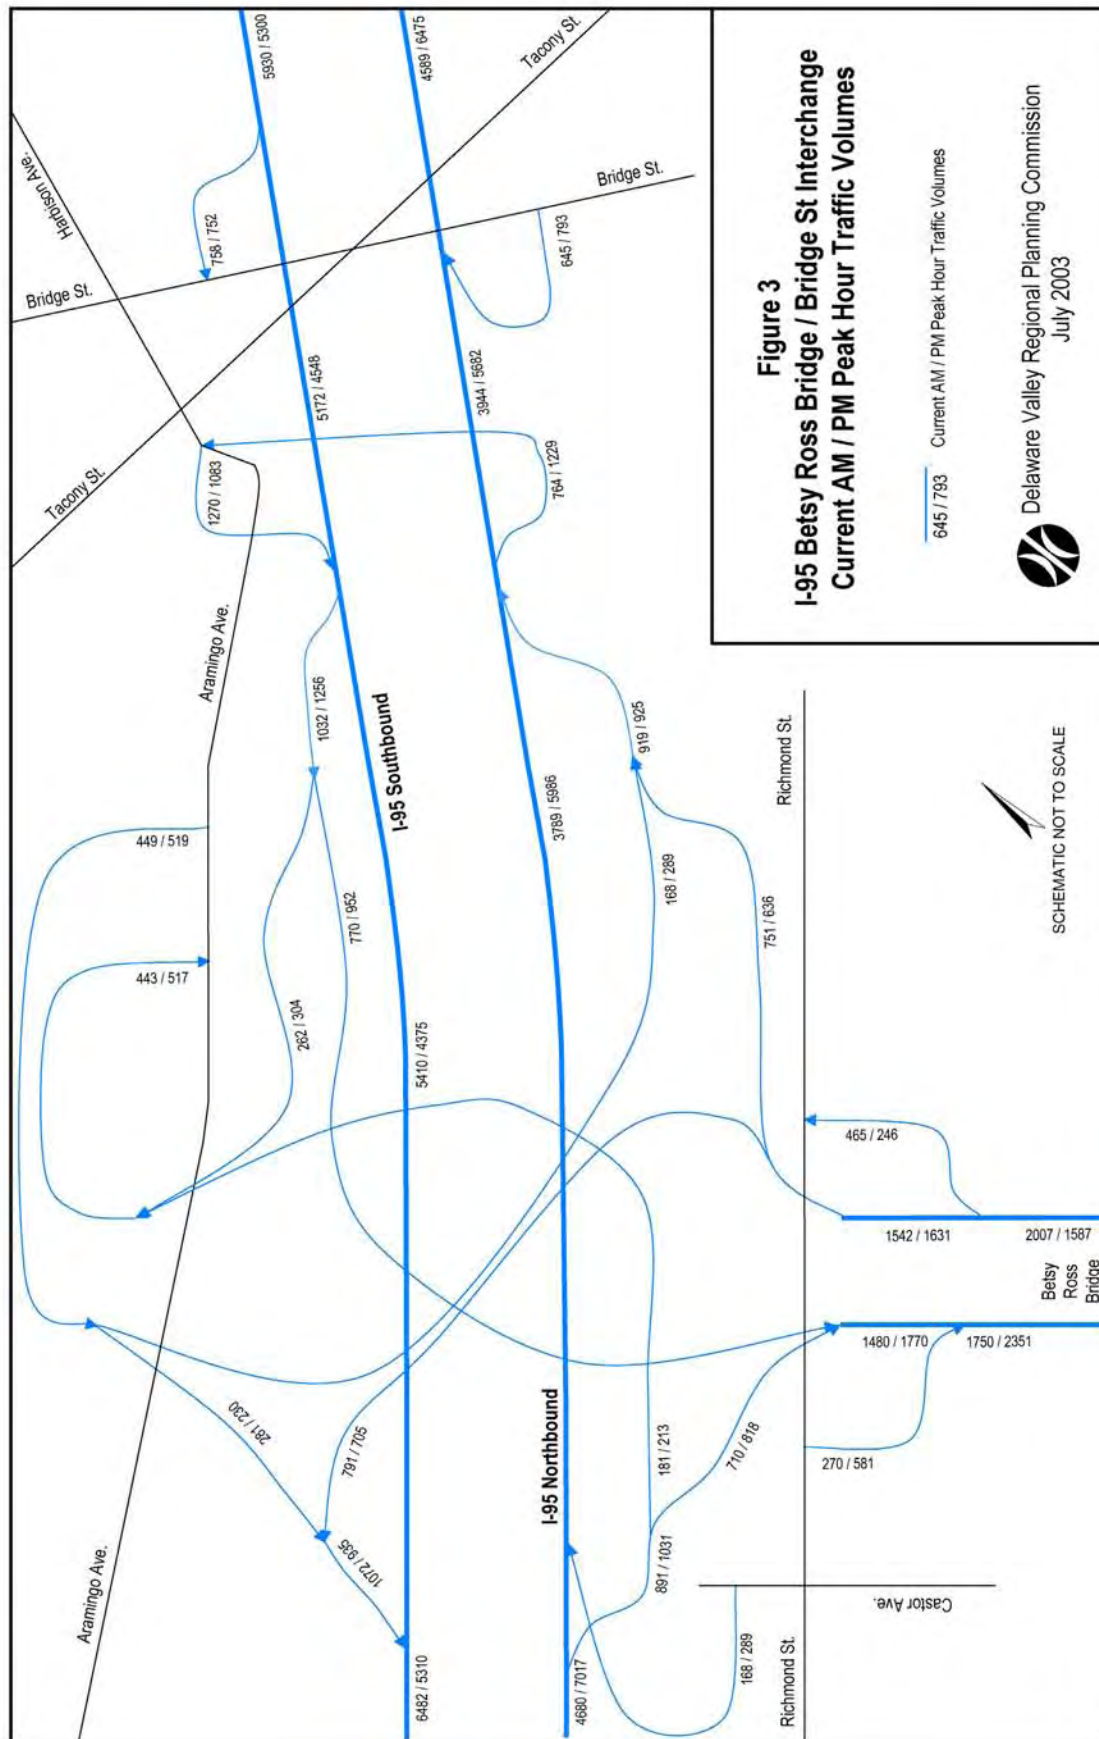 5930 / 5300
4589 / 6475
Tacony St.
Harbison Ave.
758 / 752
Bridge St.
Bridge St.
645 / 793
5172 / 4548
3944 / 5682
Tacony St.
1270 / 1083
764 / 1229
Aramingo Ave.
1032 / 1256
I-95 Southbound
919 / 925
Richmond St.
449 / 519
3789 / 5986
168 / 289
770 / 952
751 / 636
443 / 517
262 / 304
5410 / 4375
465 / 246
1542 / 1631
2007 / 1587
Betsy
Ross
Bridge
1480 / 1770
1750 / 2351
281 / 230
791 / 705
I-95 Northbound
181 / 213
710 / 818
270 / 581
1072 / 935
891 / 1031
Castor Ave.
Aramingo Ave.
6482 / 5310
4680 / 7017
168 / 289
Richmond St.
SCHEMATIC NOT TO SCALE
Figure 3
I-95 Betsy Ross Bridge / Bridge St Interchange
Current AM / PM Peak Hour Traffic Volumes
645 / 793
Current AM / PM Peak Hour Traffic Volumes
Delaware Valley Regional Planning Commission
July 2003